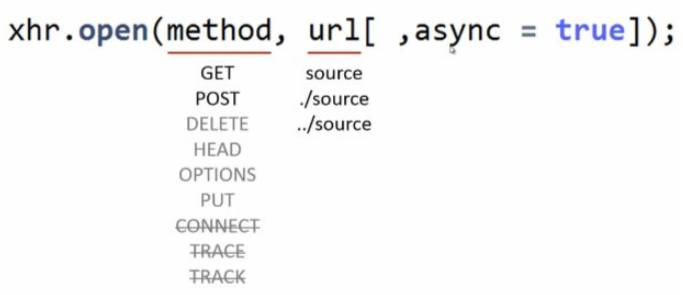 xhr.open(method, url[ ,async = true]);
GET source
POST ./source
DELETE ../source
HEAD
OPTIONS
PUT
CONNECT
TRACE
TRACK